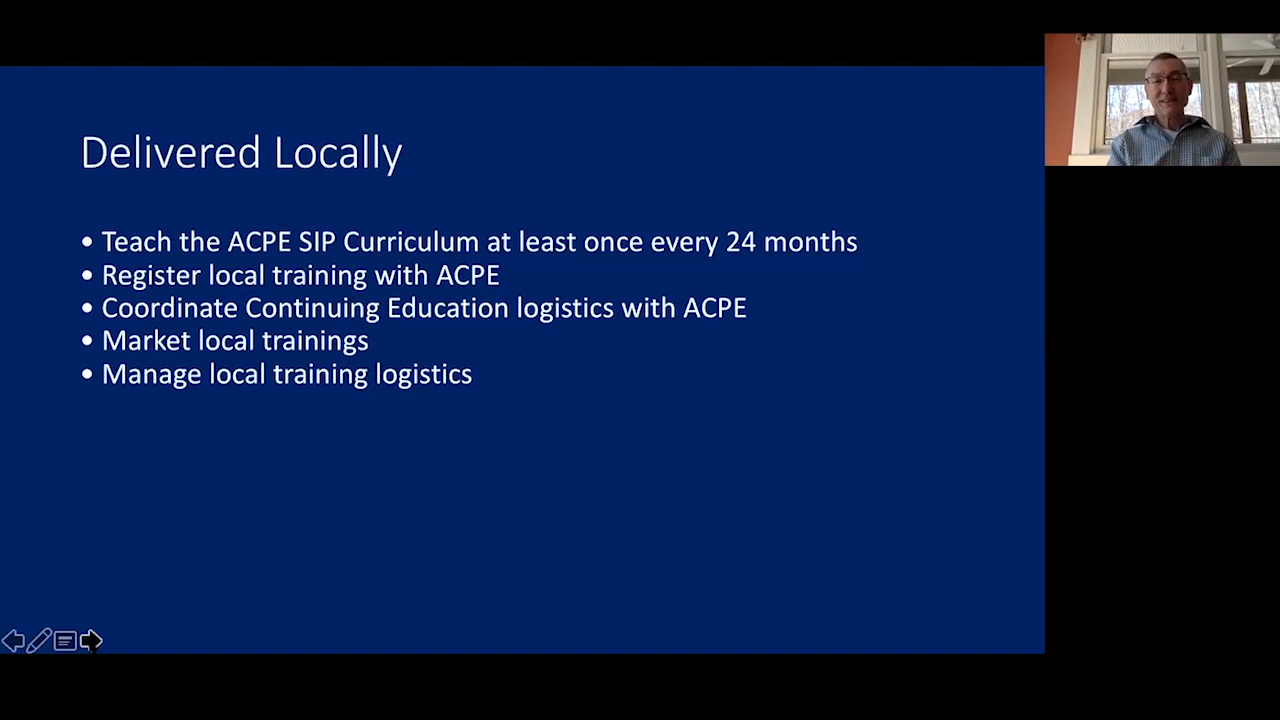 Delivered Locally
• Teach the ACPE SIP Curriculum at least once every 24 months
• Register local training with ACPE
• Coordinate Continuing Education logistics with ACPE
• Market local trainings
• Manage local training logistics